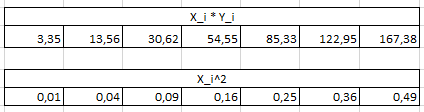 X_i * Y_i
3,35 13,56 30,62 54,55 85,33 122,95 167,38
X_i^2
0,01 0,04 0,09 0,16 0,25 0,36 0,49